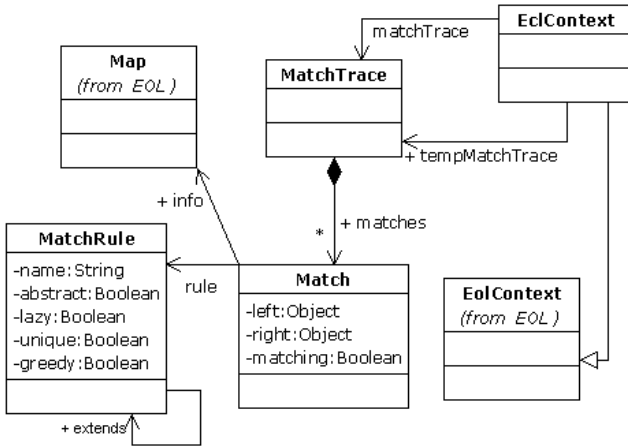 EclContext
matchTrace
Map
(from EOL)
MatchTrace
+ tempMatchTrace
+ info
+ matches
*
MatchRule
-name:String
-abstract:Boolean
-lazy:Boolean
-unique:Boolean
-greedy:Boolean
rule
Match
-left:Object
-right:Object
-matching:Boolean
EolContext
(from EOL)
+ extends